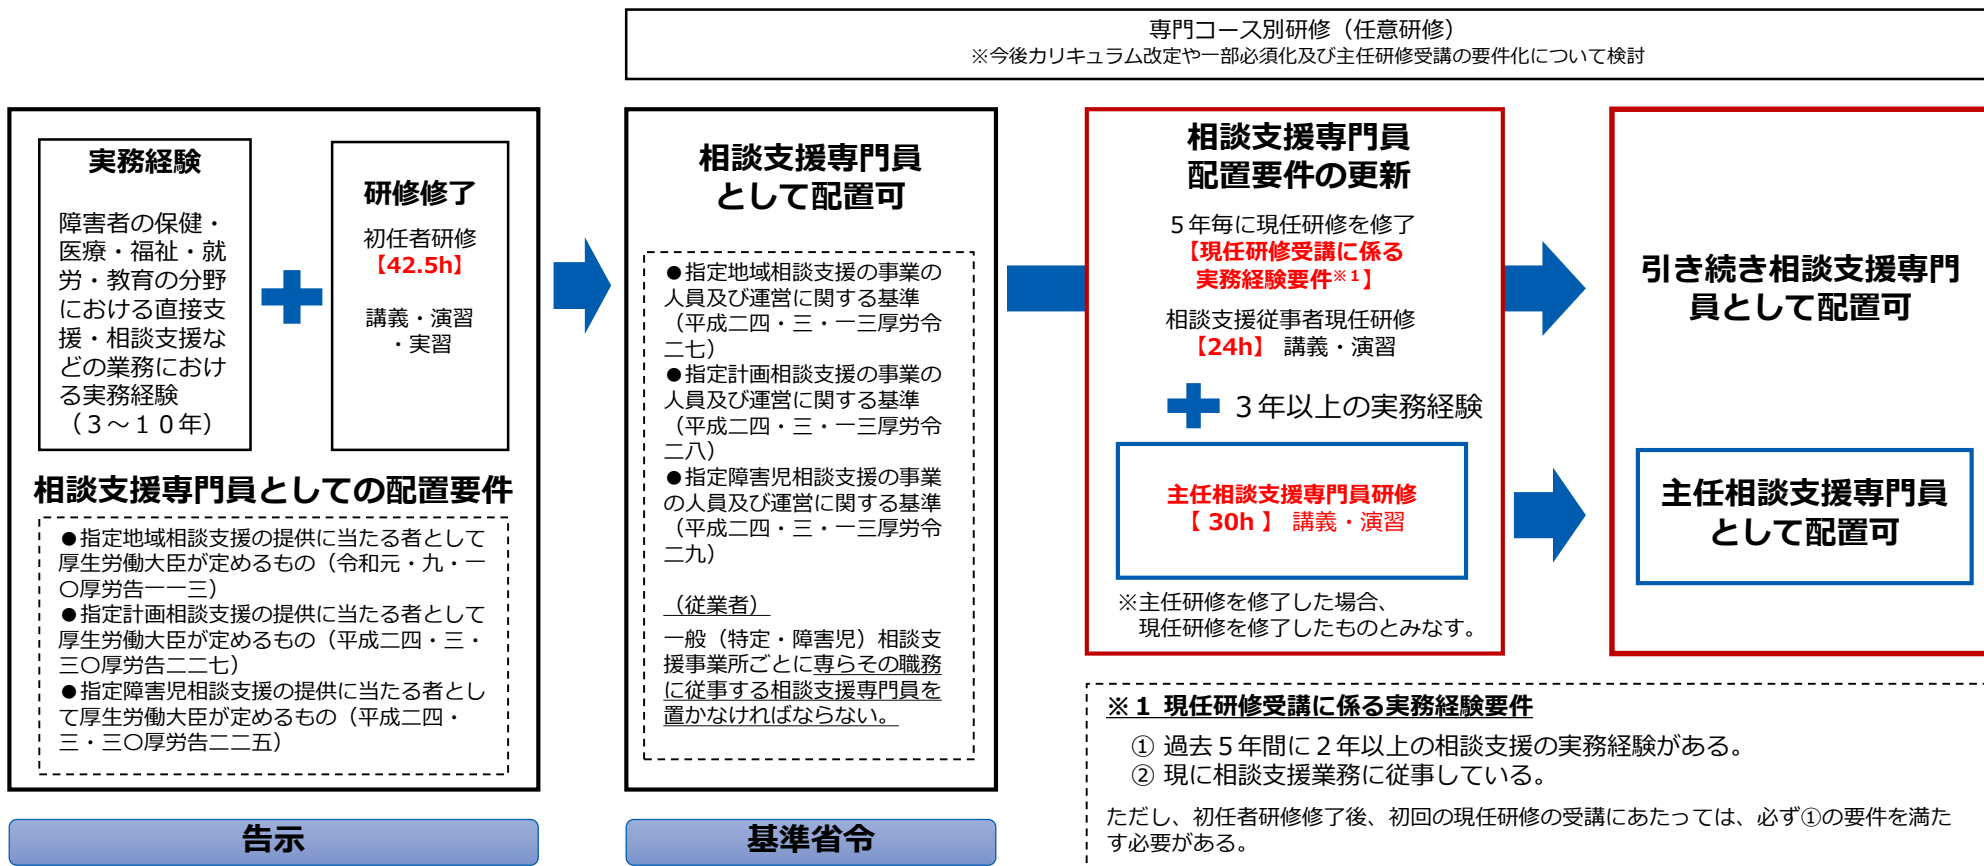 専門コース別研修（任意研修）
※今後カリキュラム改定や一部必須化及び主任研修受講の要件化について検討
実務経験
障害者の保健・
医療・福祉・就
労・教育の分野
における直接支
援・相談支援な
どの業務におけ
る実務経験
（３～１０年）
研修修了
初任者研修
【42.5h】
講義・演習
・実習
相談支援専門員としての配置要件
●指定地域相談支援の提供に当たる者として
厚生労働大臣が定めるもの（令和元・九・一
〇厚労告一一三）
●指定計画相談支援の提供に当たる者として
厚生労働大臣が定めるもの（平成二四・三・
三〇厚労告二二七）
●指定障害児相談支援の提供に当たる者とし
て厚生労働大臣が定めるもの（平成二四・
三・三〇厚労告二二五）
告示
相談支援専門員
として配置可
●指定地域相談支援の事業の
人員及び運営に関する基準
（平成二四・三・一三厚労令
二七）
●指定計画相談支援の事業の
人員及び運営に関する基準
（平成二四・三・一三厚労令
二八）
●指定障害児相談支援の事業
の人員及び運営に関する基準
（平成二四・三・一三厚労令
二九）
（従業者）
一般（特定・障害児）相談支
援事業所ごとに専らその職務
に従事する相談支援専門員を
置かなければならない。
基準省令
相談支援専門員
配置要件の更新
５年毎に現任研修を修了
【現任研修受講に係る
実務経験要件※１】
相談支援従事者現任研修
【24h】 講義・演習
３年以上の実務経験
主任相談支援専門員研修
【 30h 】 講義・演習
※主任研修を修了した場合、
現任研修を修了したものとみなす。
引き続き相談支援専門
員として配置可
主任相談支援専門員
として配置可
※１ 現任研修受講に係る実務経験要件
① 過去５年間に２年以上の相談支援の実務経験がある。
② 現に相談支援業務に従事している。
ただし、初任者研修修了後、初回の現任研修の受講にあたっては、必ず①の要件を満た
す必要がある。